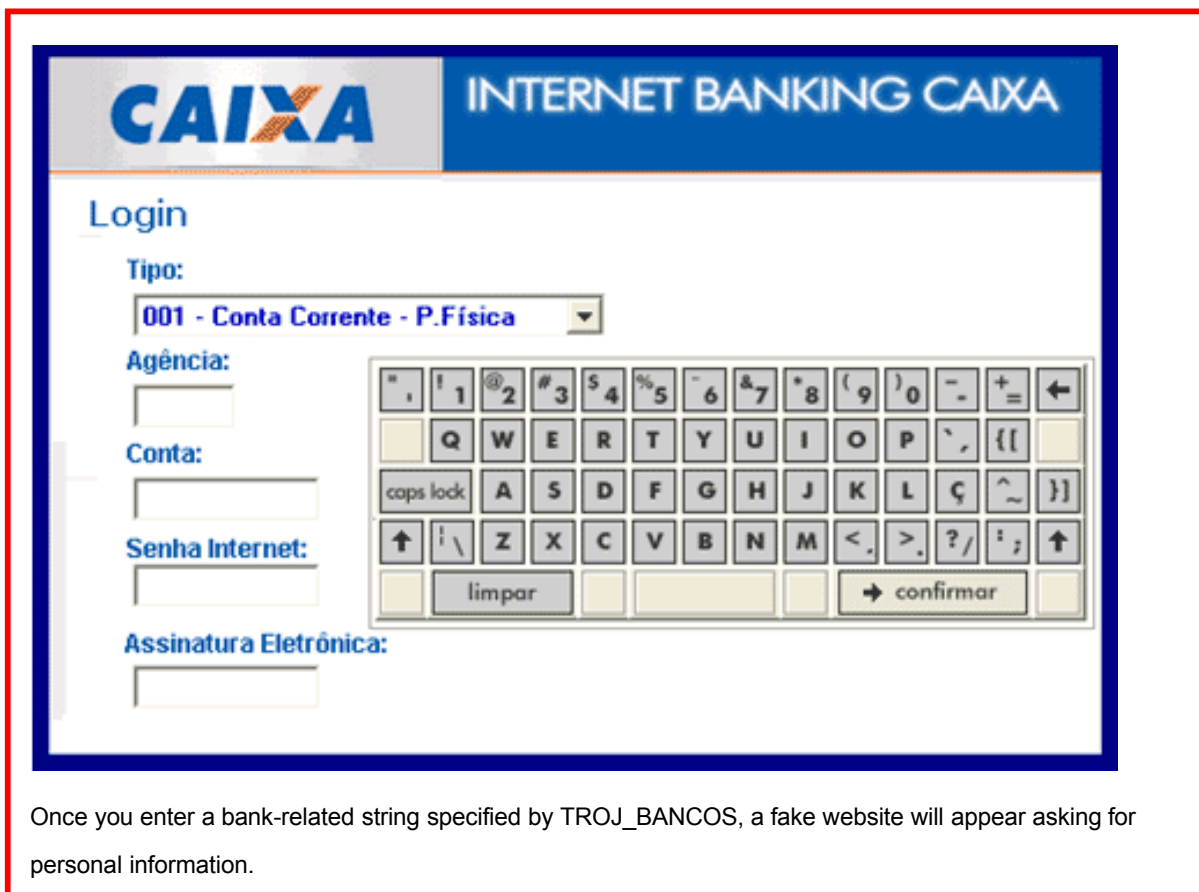 CAIXA
INTERNET BANKING CAIXA
Login
Tipo:
001 - Conta Corrente - P.Física
Agência:
" ' ! 1 @ 2 # 3 $ 4 % 5 ¨ 6 & 7 * 8 ( 9 ) 0 _ - + =
Q W E R T Y U I O P ` ´ { [
Conta:
caps lock A S D F G H J K L Ç ^ ~ } ]
Senha Internet:
¦ \ Z X C V B N M < , > . ? / : ;
limpar confirmar
Assinatura Eletrônica:
Once you enter a bank-related string specified by TROJ_BANCOS, a fake website will appear asking for
personal information.